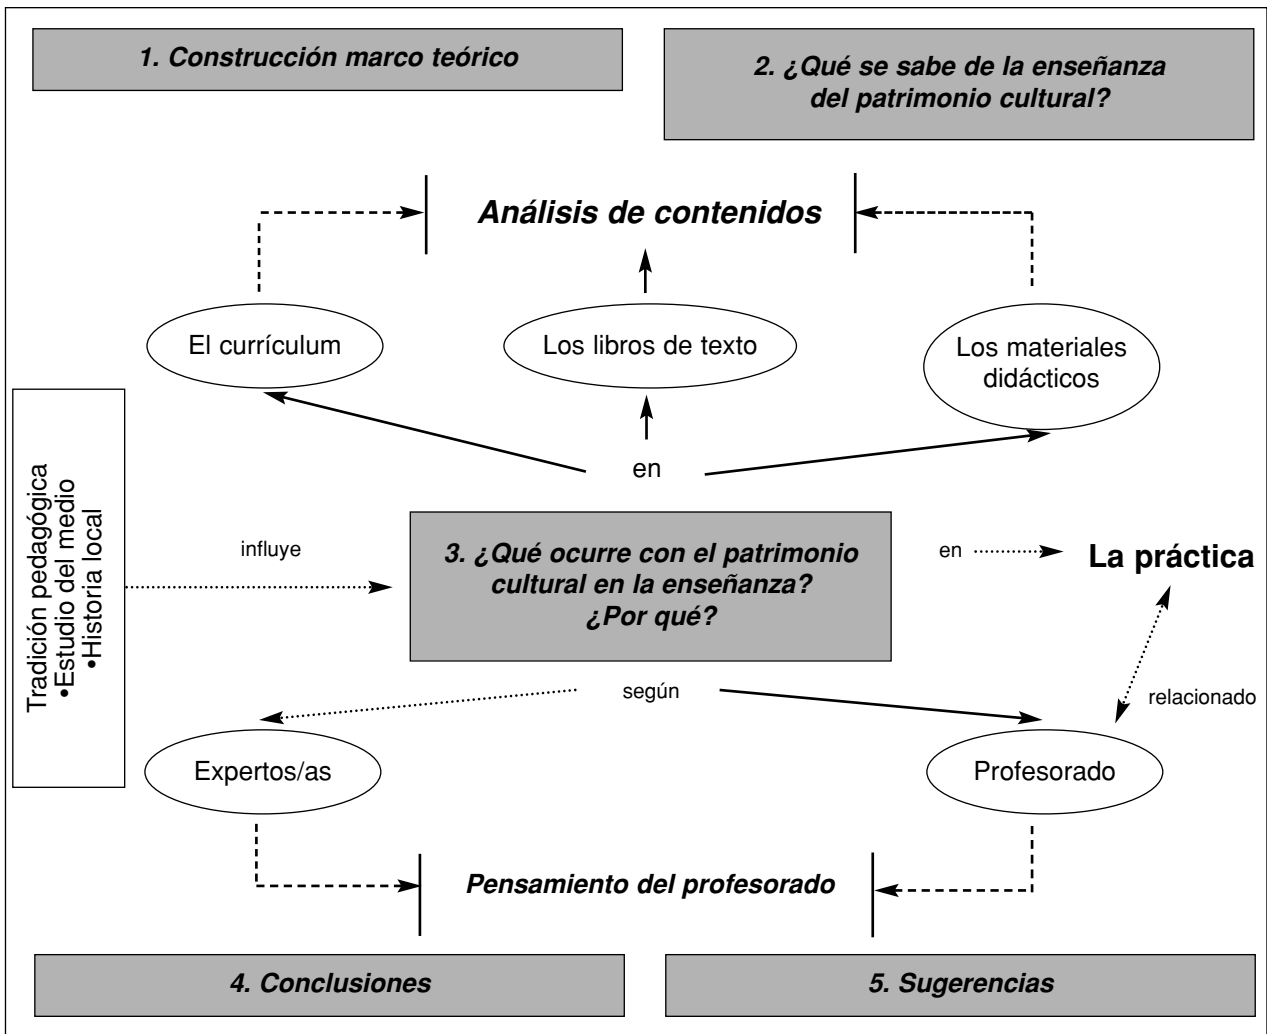 1. Construcción marco teórico
2. ¿Qué se sabe de la enseñanza
del patrimonio cultural?
Análisis de contenidos
El currículum
Los libros de texto
Los materiales
didácticos
en
Tradición pedagógica
•Estudio del medio
•Historia local
influye
3. ¿Qué ocurre con el patrimonio
cultural en la enseñanza?
¿Por qué?
en
La práctica
según
relacionado
Expertos/as
Profesorado
Pensamiento del profesorado
4. Conclusiones
5. Sugerencias